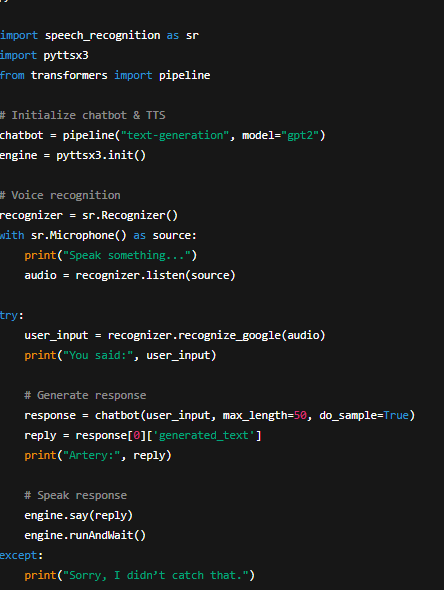 import speech_recognition as sr
import pyttsx3
from transformers import pipeline
# Initialize chatbot & TTS
chatbot = pipeline("text-generation", model="gpt2")
engine = pyttsx3.init()
# Voice recognition
recognizer = sr.Recognizer()
with sr.Microphone() as source:
    print("Speak something...")
    audio = recognizer.listen(source)
try:
    user_input = recognizer.recognize_google(audio)
    print("You said:", user_input)
    # Generate response
    response = chatbot(user_input, max_length=50, do_sample=True)
    reply = response[0]['generated_text']
    print("Artery:", reply)
    # Speak response
    engine.say(reply)
    engine.runAndWait()
except:
    print("Sorry, I didn’t catch that.")